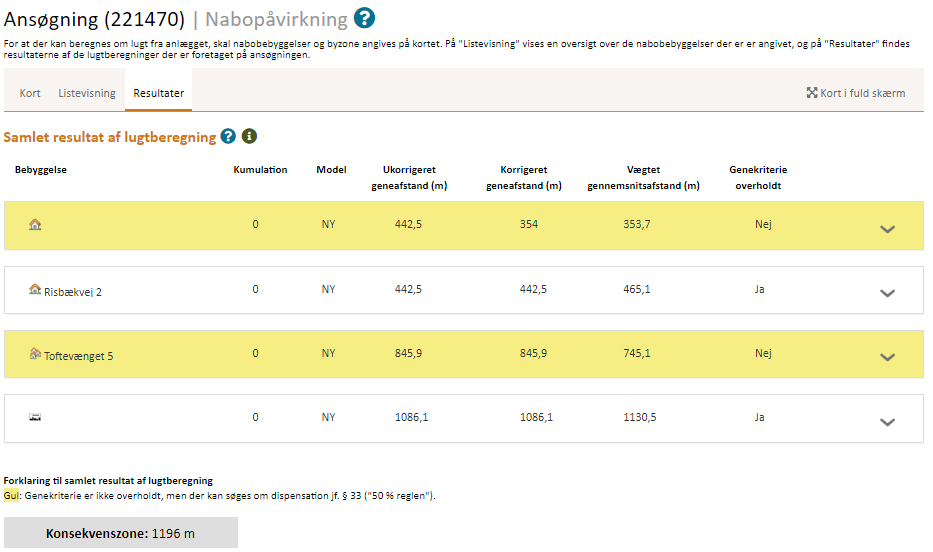 Ansøgning (221470) | Nabopåvirkning ?
For at der kan beregnes om lugt fra anlægget, skal nabobebyggelser og byzone angives på kortet. På "Listevisning" vises en oversigt over de nabobebyggelser der er er angivet, og på "Resultater" findes
resultaterne af de lugtberegninger der er foretaget på ansøgningen.
Kort Listevisning Resultater Kort i fuld skærm
Samlet resultat af lugtberegning ? i
Bebyggelse Kumulation Model Ukorrigeret geneafstand (m) Korrigeret geneafstand (m) Vægtet gennemsnitsafstand (m) Genekriterie overholdt
0 NY 442,5 354 353,7 Nej
Risbækvej 2 0 NY 442,5 442,5 465,1 Ja
Toftevænget 5 0 NY 845,9 845,9 745,1 Nej
0 NY 1086,1 1086,1 1130,5 Ja
Forklaring til samlet resultat af lugtberegning
Gul: Genekriterie er ikke overholdt, men der kan søges om dispensation jf. § 33 ("50 % reglen").
Konsekvenszone: 1196 m